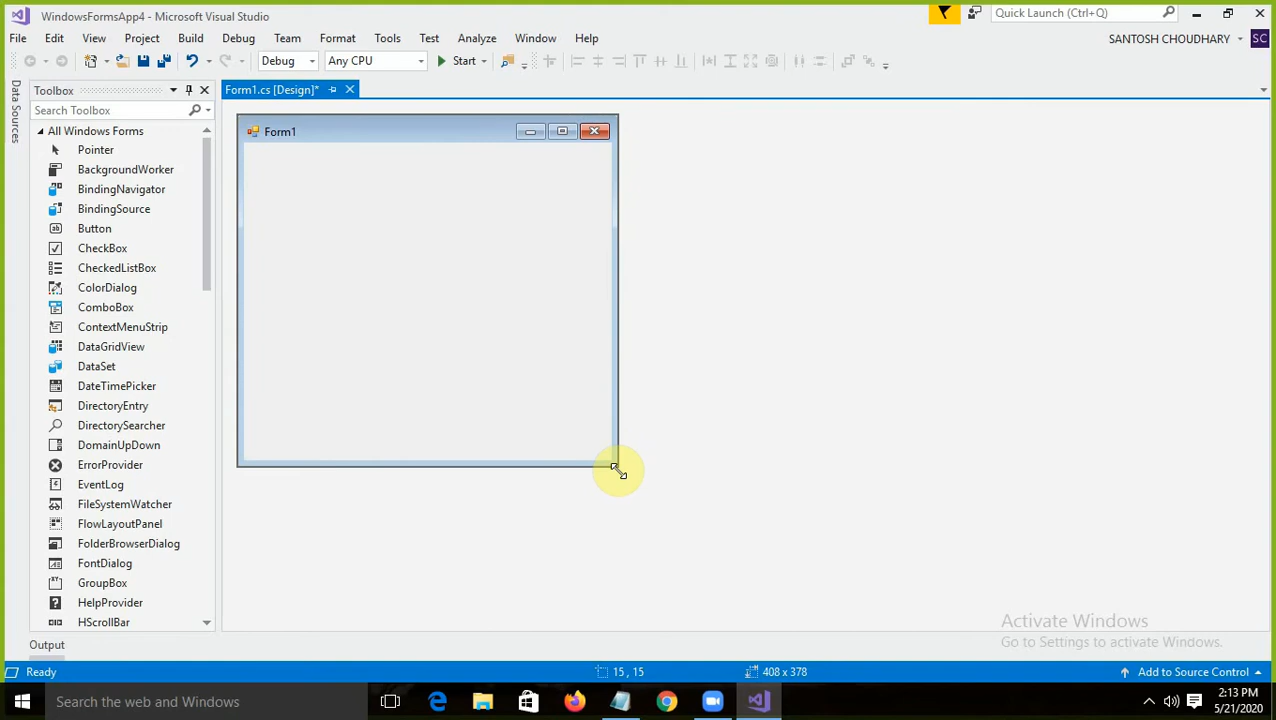 WindowsFormsApp4 - Microsoft Visual Studio
Quick Launch (Ctrl+Q)
File Edit View Project Build Debug Team Format Tools Test Analyze Window Help
SANTOSH CHOUDHARY SC
Debug Any CPU Start
Data Sources
Toolbox
Form1.cs [Design]*
Search Toolbox
All Windows Forms
Pointer
BackgroundWorker
BindingNavigator
BindingSource
Button
CheckBox
CheckedListBox
ColorDialog
ComboBox
ContextMenuStrip
DataGridView
DataSet
DateTimePicker
DirectoryEntry
DirectorySearcher
DomainUpDown
ErrorProvider
EventLog
FileSystemWatcher
FlowLayoutPanel
FolderBrowserDialog
FontDialog
GroupBox
HelpProvider
HScrollBar
Form1
Activate Windows
Go to Settings to activate Windows.
Output
Ready 15 , 15 408 x 378 Add to Source Control
Search the web and Windows
2:13 PM
5/21/2020